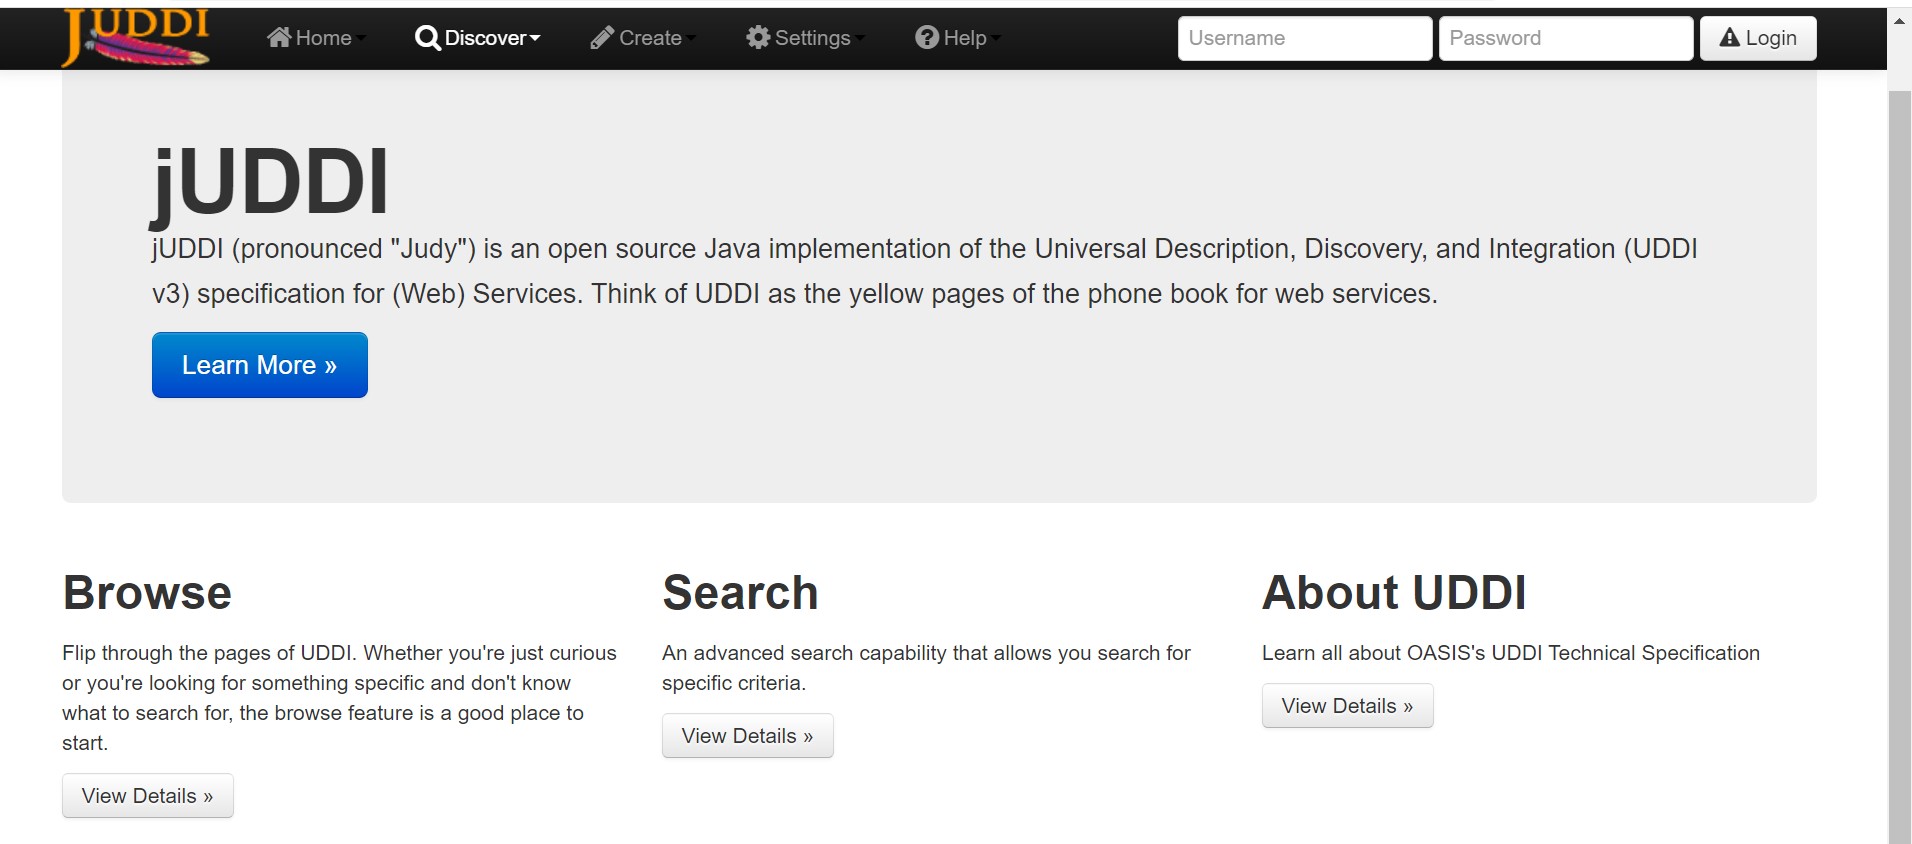 JUDDI
Home
Discover
Create
Settings
Help
Username
Password
Login
jUDDI
jUDDI (pronounced "Judy") is an open source Java implementation of the Universal Description, Discovery, and Integration (UDDI
v3) specification for (Web) Services. Think of UDDI as the yellow pages of the phone book for web services.
Learn More »
Browse
Flip through the pages of UDDI. Whether you're just curious
or you're looking for something specific and don't know
what to search for, the browse feature is a good place to
start.
View Details »
Search
An advanced search capability that allows you search for
specific criteria.
View Details »
About UDDI
Learn all about OASIS's UDDI Technical Specification
View Details »